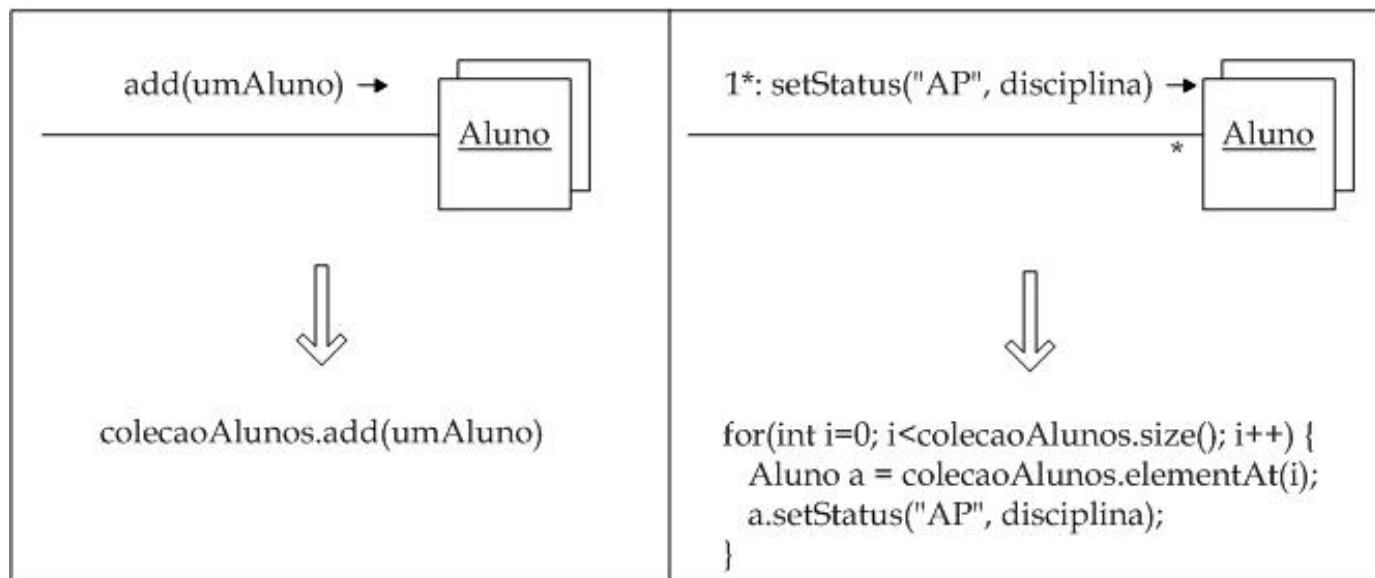 add(umAluno) →
Aluno
colecaoAlunos.add(umAluno)
1*: setStatus("AP", disciplina) →
*
Aluno
for(int i=0; i<colecaoAlunos.size(); i++) {
Aluno a = colecaoAlunos.elementAt(i);
a.setStatus("AP", disciplina);
}